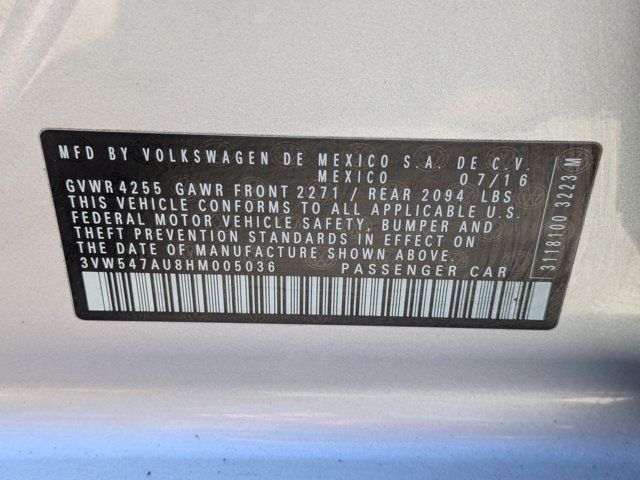 MFD BY VOLKSWAGEN DE MEXICO S.A. DE C.V.
MEXICO 07/16
GVWR 4255 GAWR FRONT 2271 / REAR 2094 LBS
THIS VEHICLE CONFORMS TO ALL APPLICABLE U.S.
FEDERAL MOTOR VEHICLE SAFETY, BUMPER AND
THEFT PREVENTION STANDARDS IN EFFECT ON
THE DATE OF MANUFACTURE SHOWN ABOVE.
3VW547AU8HM005036 PASSENGER CAR
3118100 3223 M